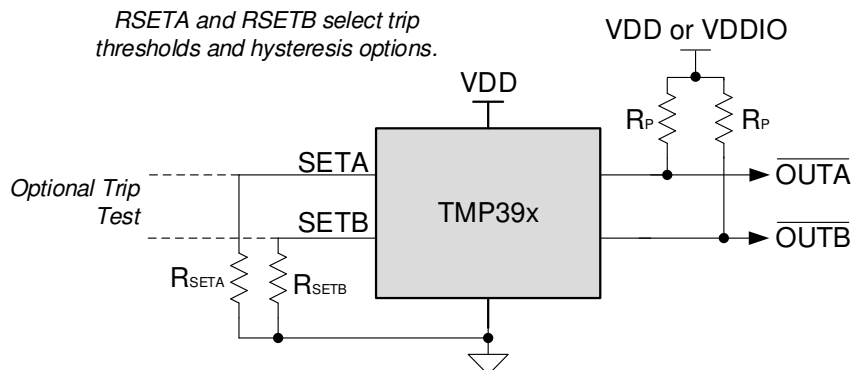 RSETA and RSETB select trip
thresholds and hysteresis options.
VDD or VDDIO
VDD
RP
RP
SETA
OUTA
Optional Trip
Test
TMP39x
SETB
OUTB
RSETA
RSETB